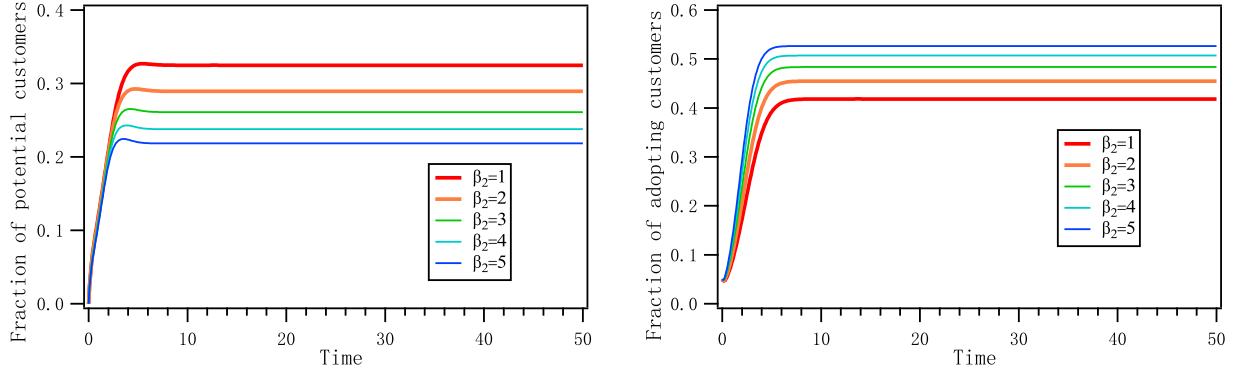 Fraction of potential customers
0.4
0.3
0.2
0.1
0.0
β2=1
β2=2
β2=3
β2=4
β2=5
0 10 20 30 40 50
Time
Fraction of adopting customers
0.6
0.5
0.4
0.3
0.2
0.1
0.0
β2=1
β2=2
β2=3
β2=4
β2=5
0 10 20 30 40 50
Time